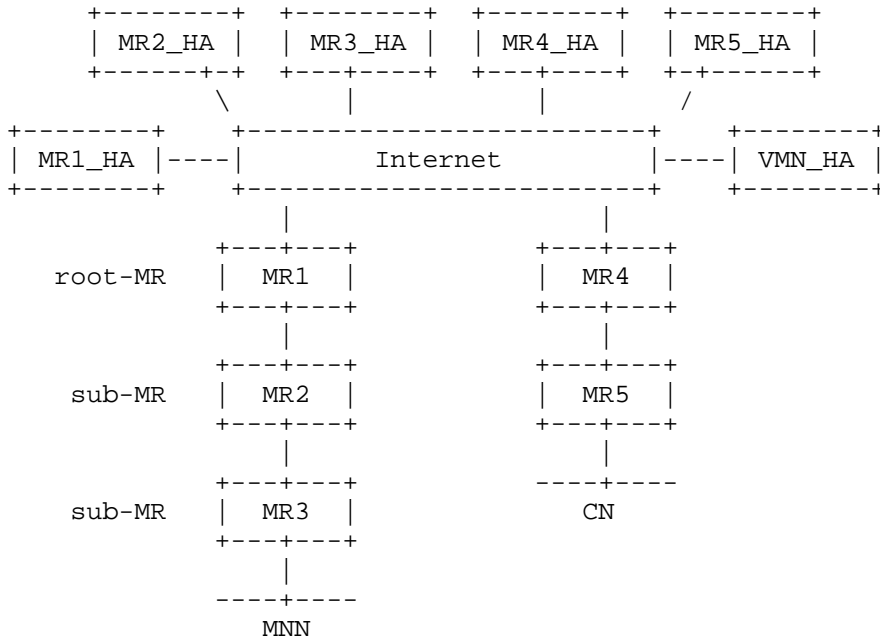 MR2_HA MR3_HA MR4_HA MR5_HA
MR1_HA Internet VMN_HA
root-MR MR1 MR4
sub-MR MR2 MR5
sub-MR MR3 CN
MNN